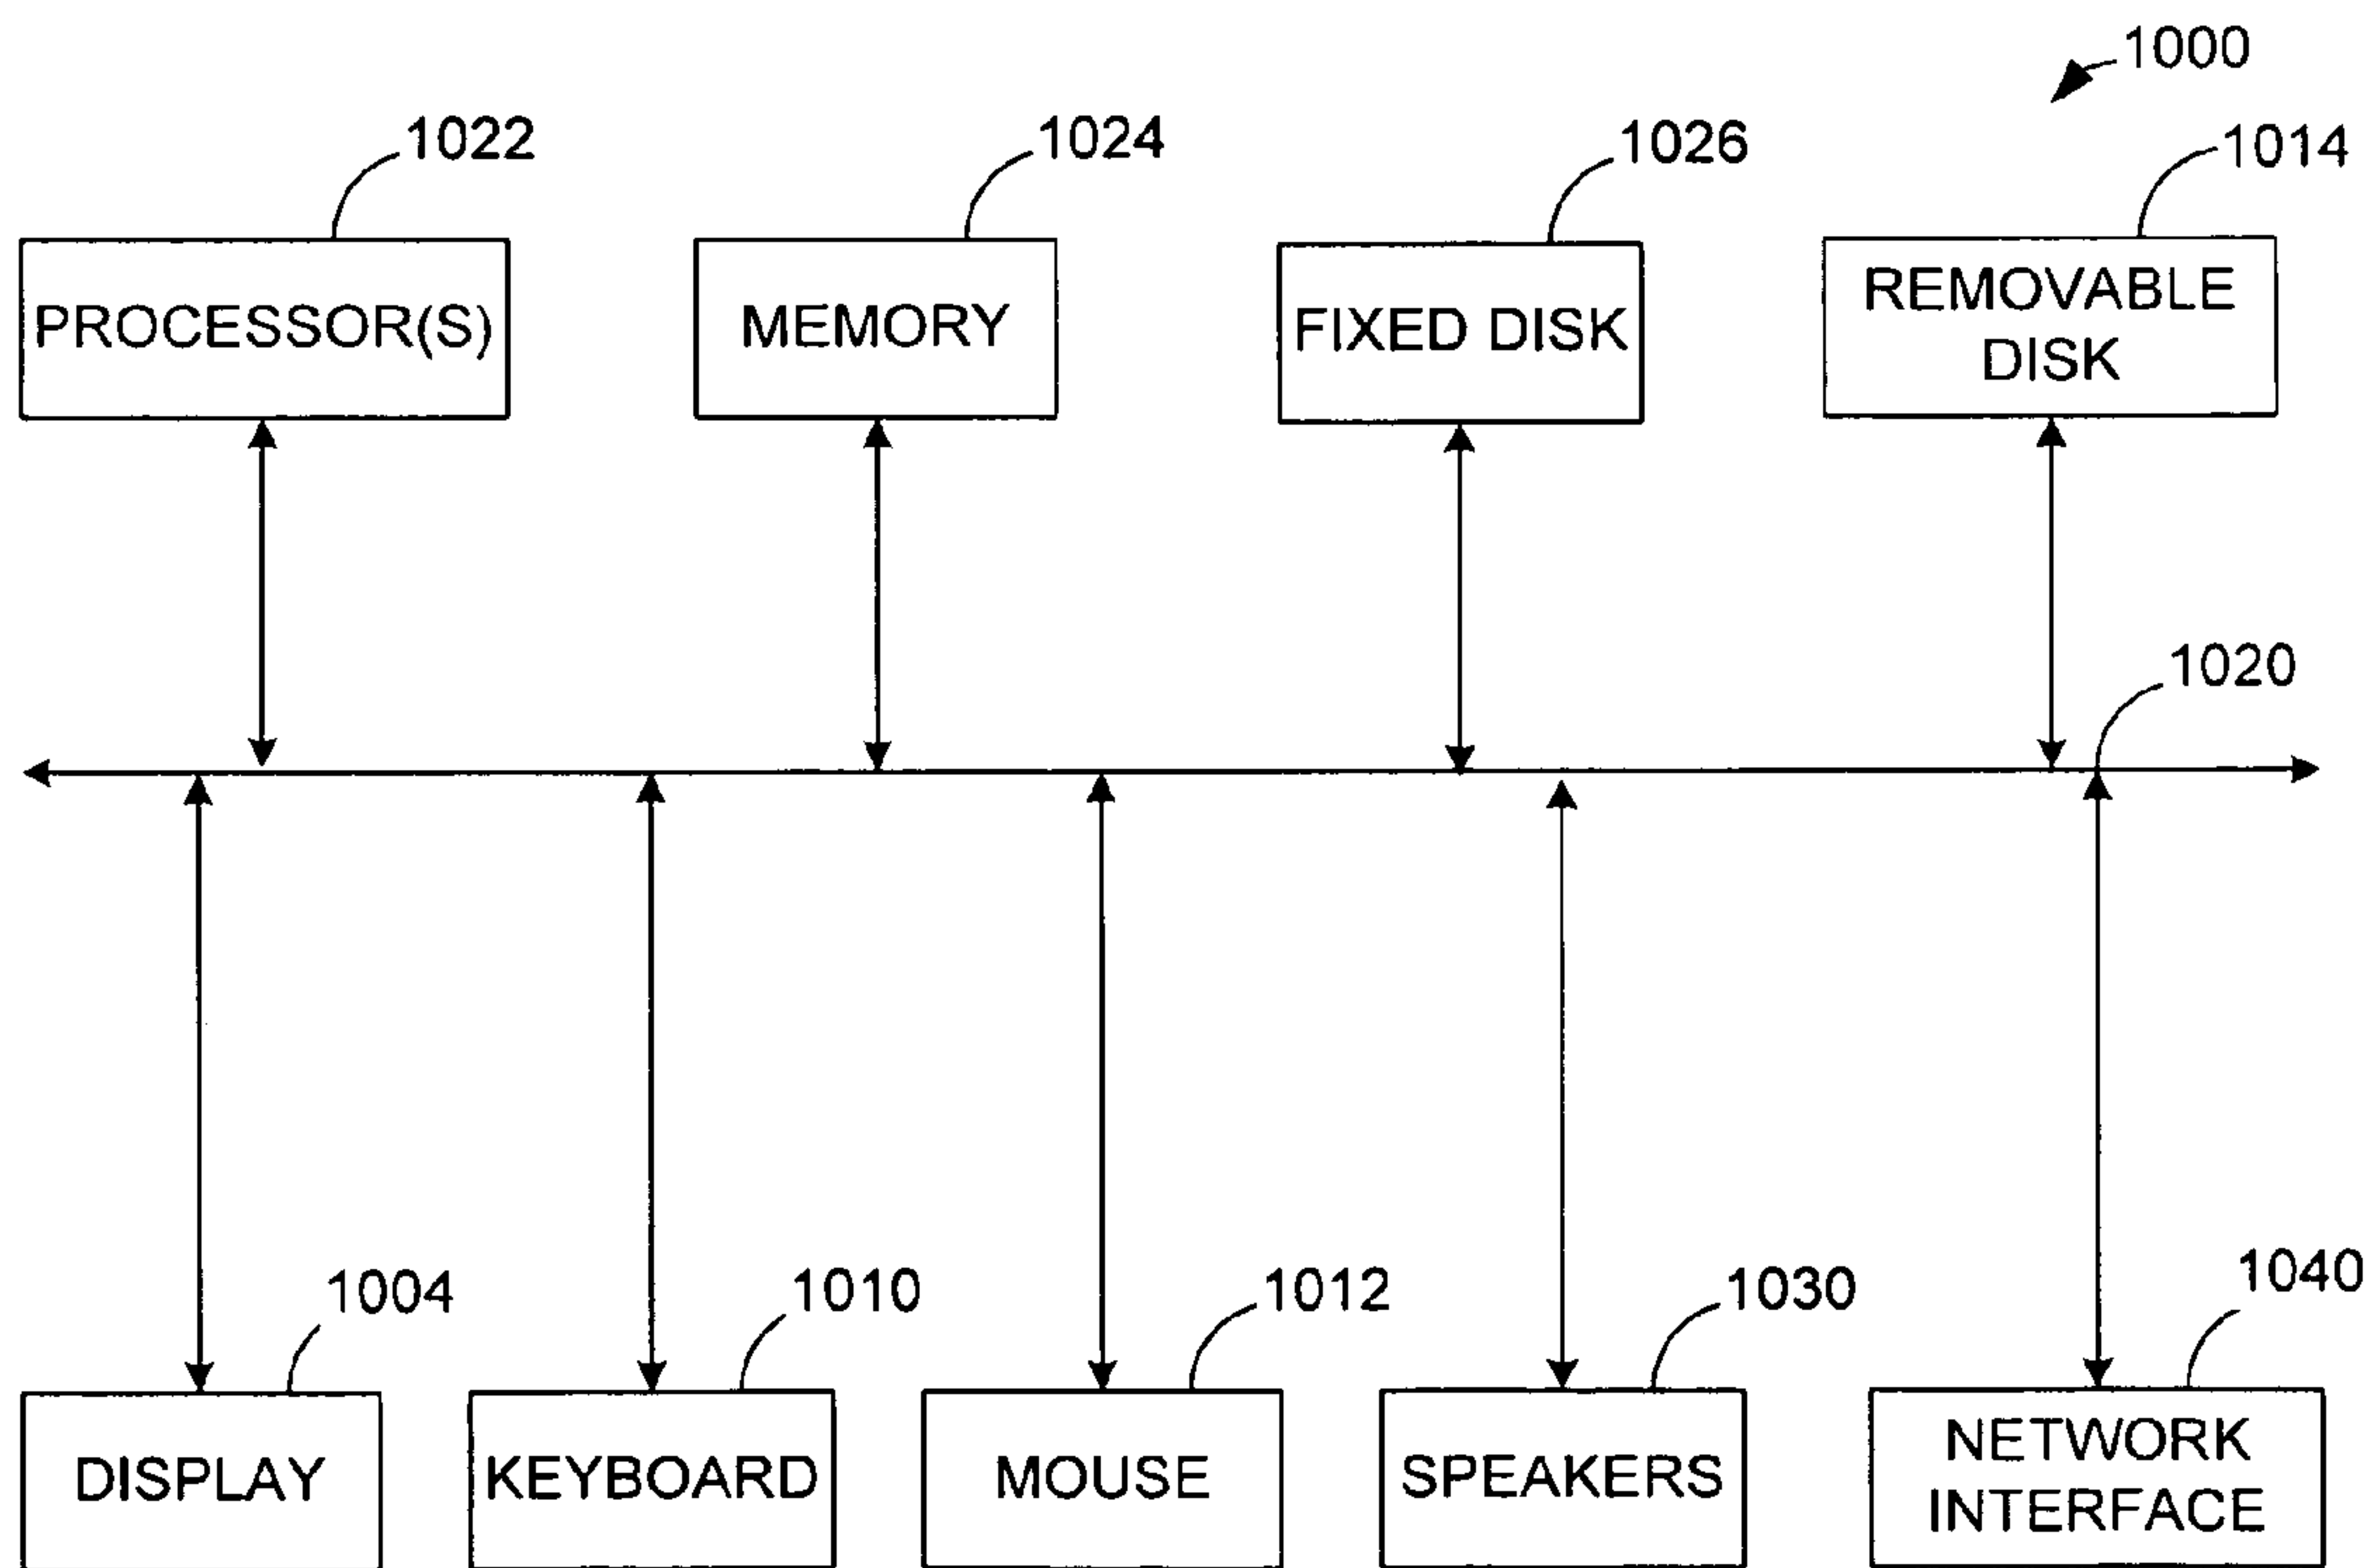 1000
1022
1024
1026
1014
PROCESSOR(S)
MEMORY
FIXED DISK
REMOVABLE
DISK
1020
1004
1010
1012
1030
1040
DISPLAY
KEYBOARD
MOUSE
SPEAKERS
NETWORK
INTERFACE